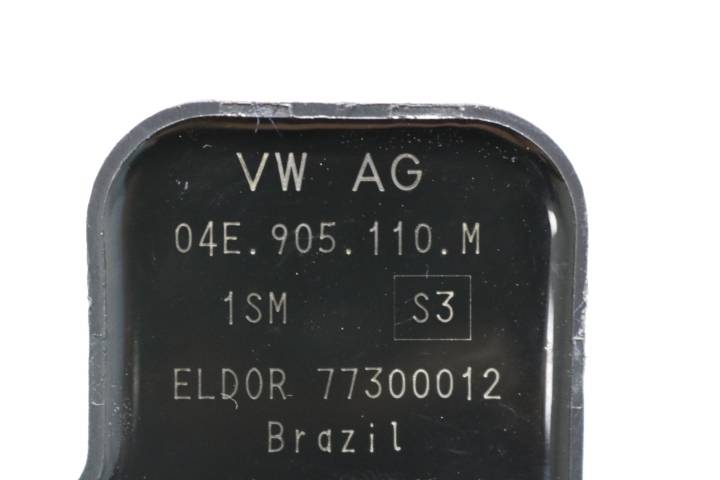 VW AG
04E.905.110.M
1SM S3
ELDOR 77300012
Brazil